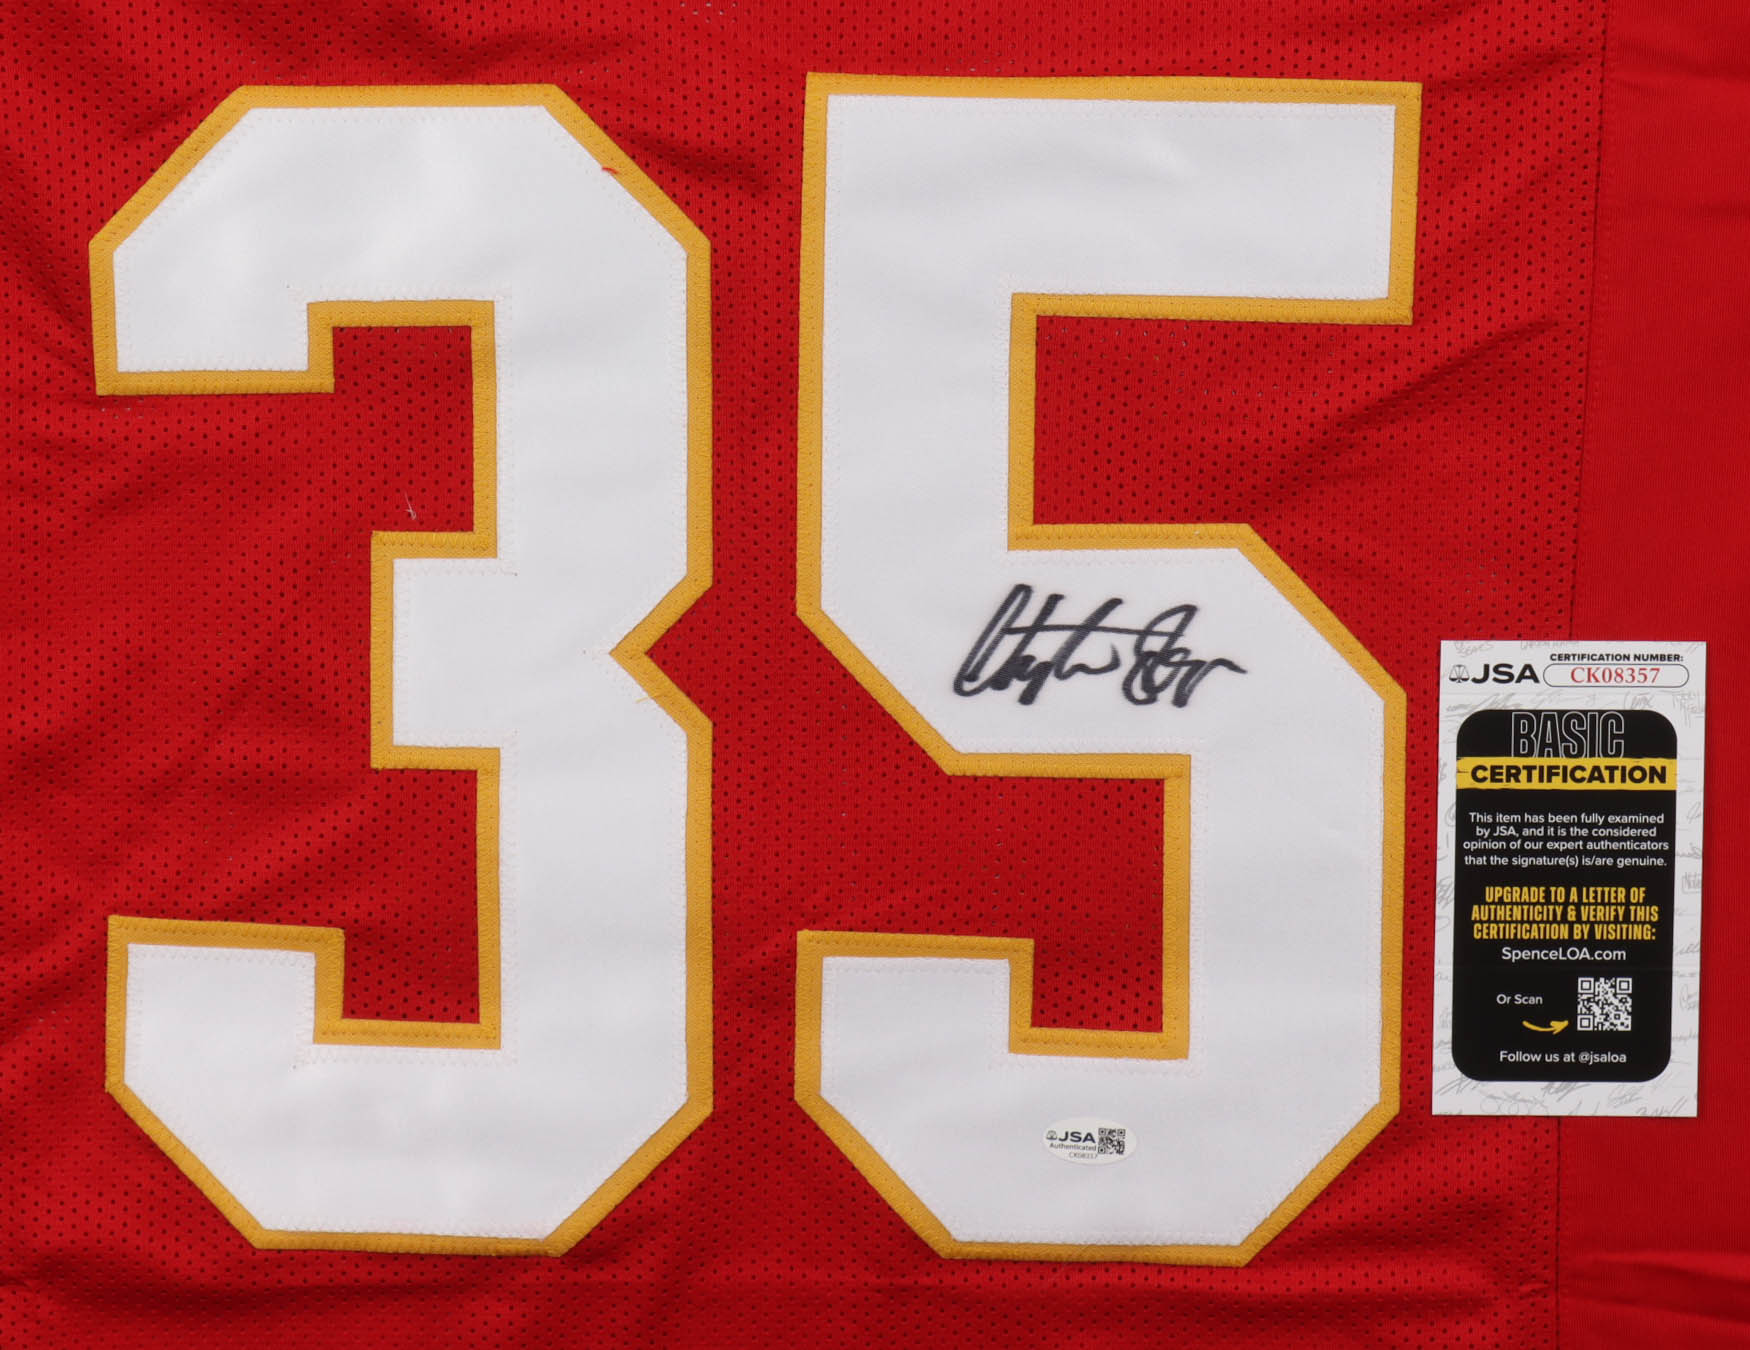 35
JSA
CERTIFICATION NUMBER:
CK08357
BASIC
CERTIFICATION
This item has been fully examined
by JSA, and it is the considered
opinion of our expert authenticators
that the signature(s) is/are genuine.
UPGRADE TO A LETTER OF
AUTHENTICITY & VERIFY THIS
CERTIFICATION BY VISITING:
SpenceLOA.com
Or Scan
Follow us at @jsaloa
JSA
Authenticated
CK08357